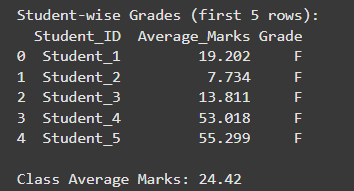 Student-wise Grades (first 5 rows):
Student_ID Average_Marks Grade
0 Student_1 19.202 F
1 Student_2 7.734 F
2 Student_3 13.811 F
3 Student_4 53.018 F
4 Student_5 55.299 F
Class Average Marks: 24.42